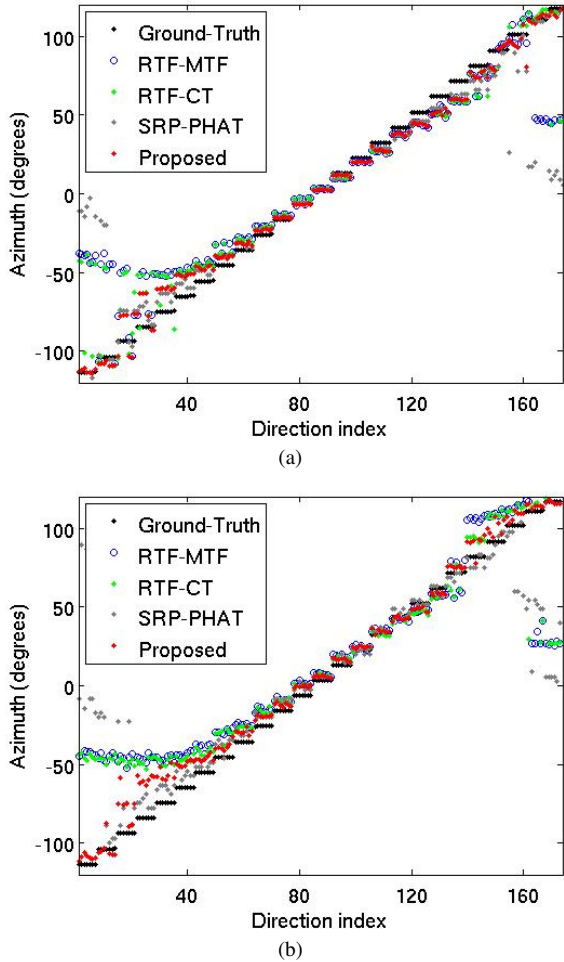 100
50
0
-50
-100
Azimuth (degrees)
Ground-Truth
RTF-MTF
RTF-CT
SRP-PHAT
Proposed
40
80
120
160
Direction index
(a)
100
50
0
-50
-100
Azimuth (degrees)
Ground-Truth
RTF-MTF
RTF-CT
SRP-PHAT
Proposed
40
80
120
160
Direction index
(b)